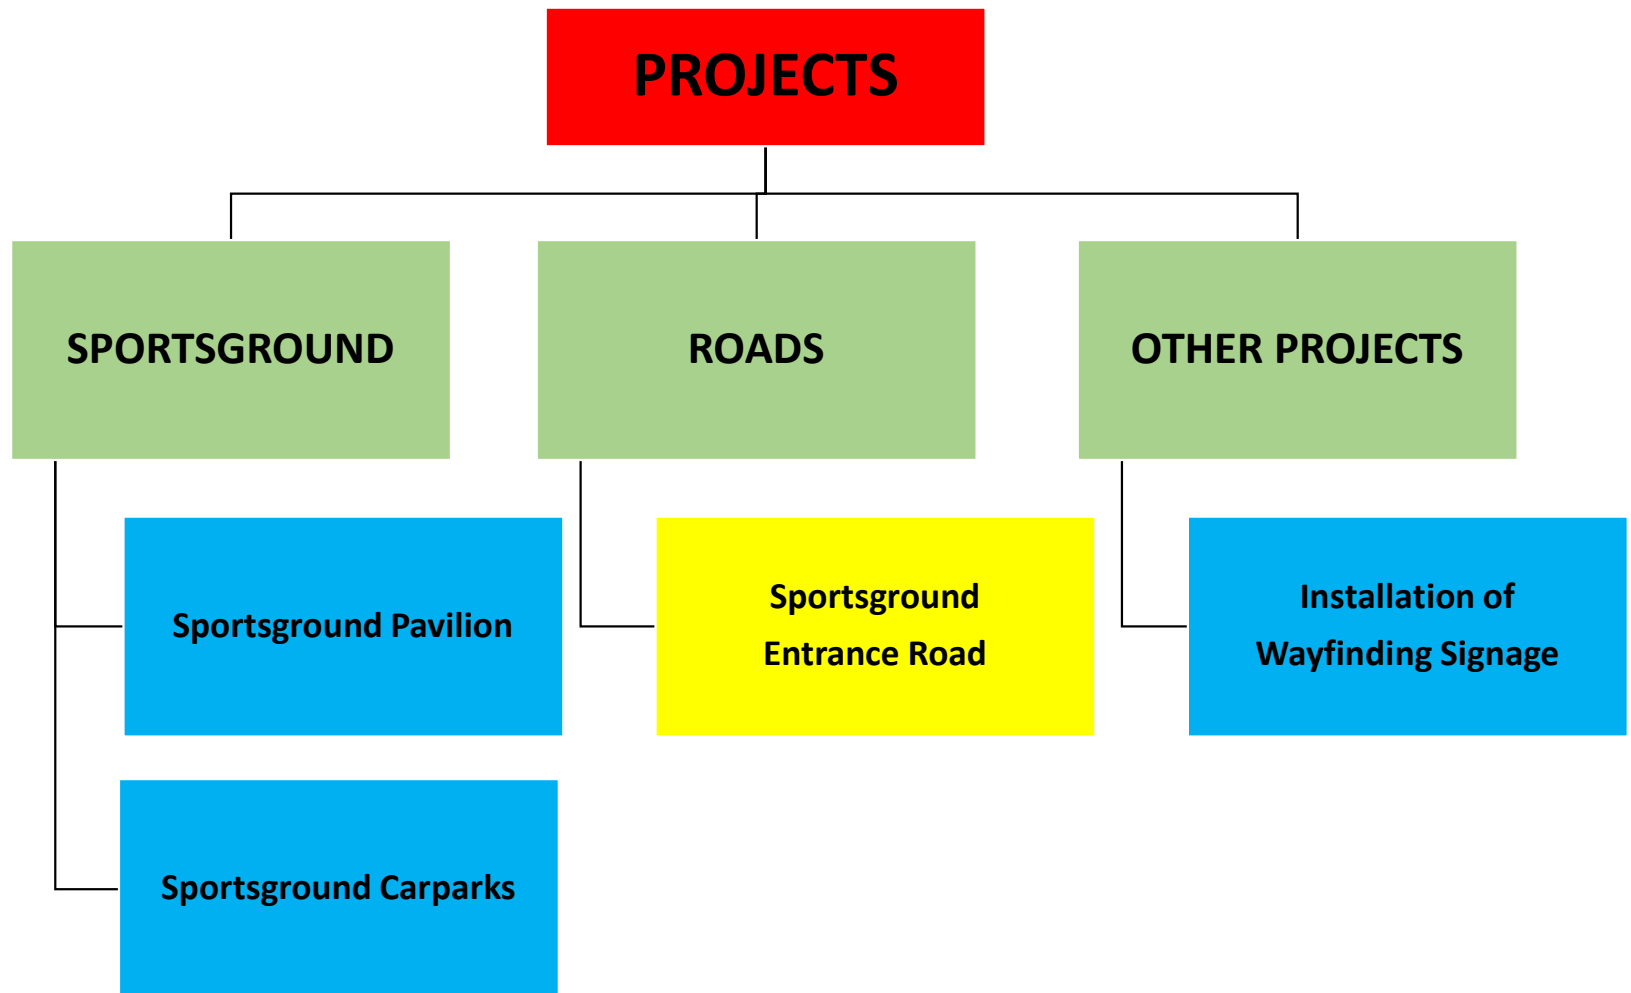 PROJECTS
SPORTSGROUND
ROADS
OTHER PROJECTS
Sportsground Pavilion
Sportsground
Entrance Road
Installation of
Wayfinding Signage
Sportsground Carparks